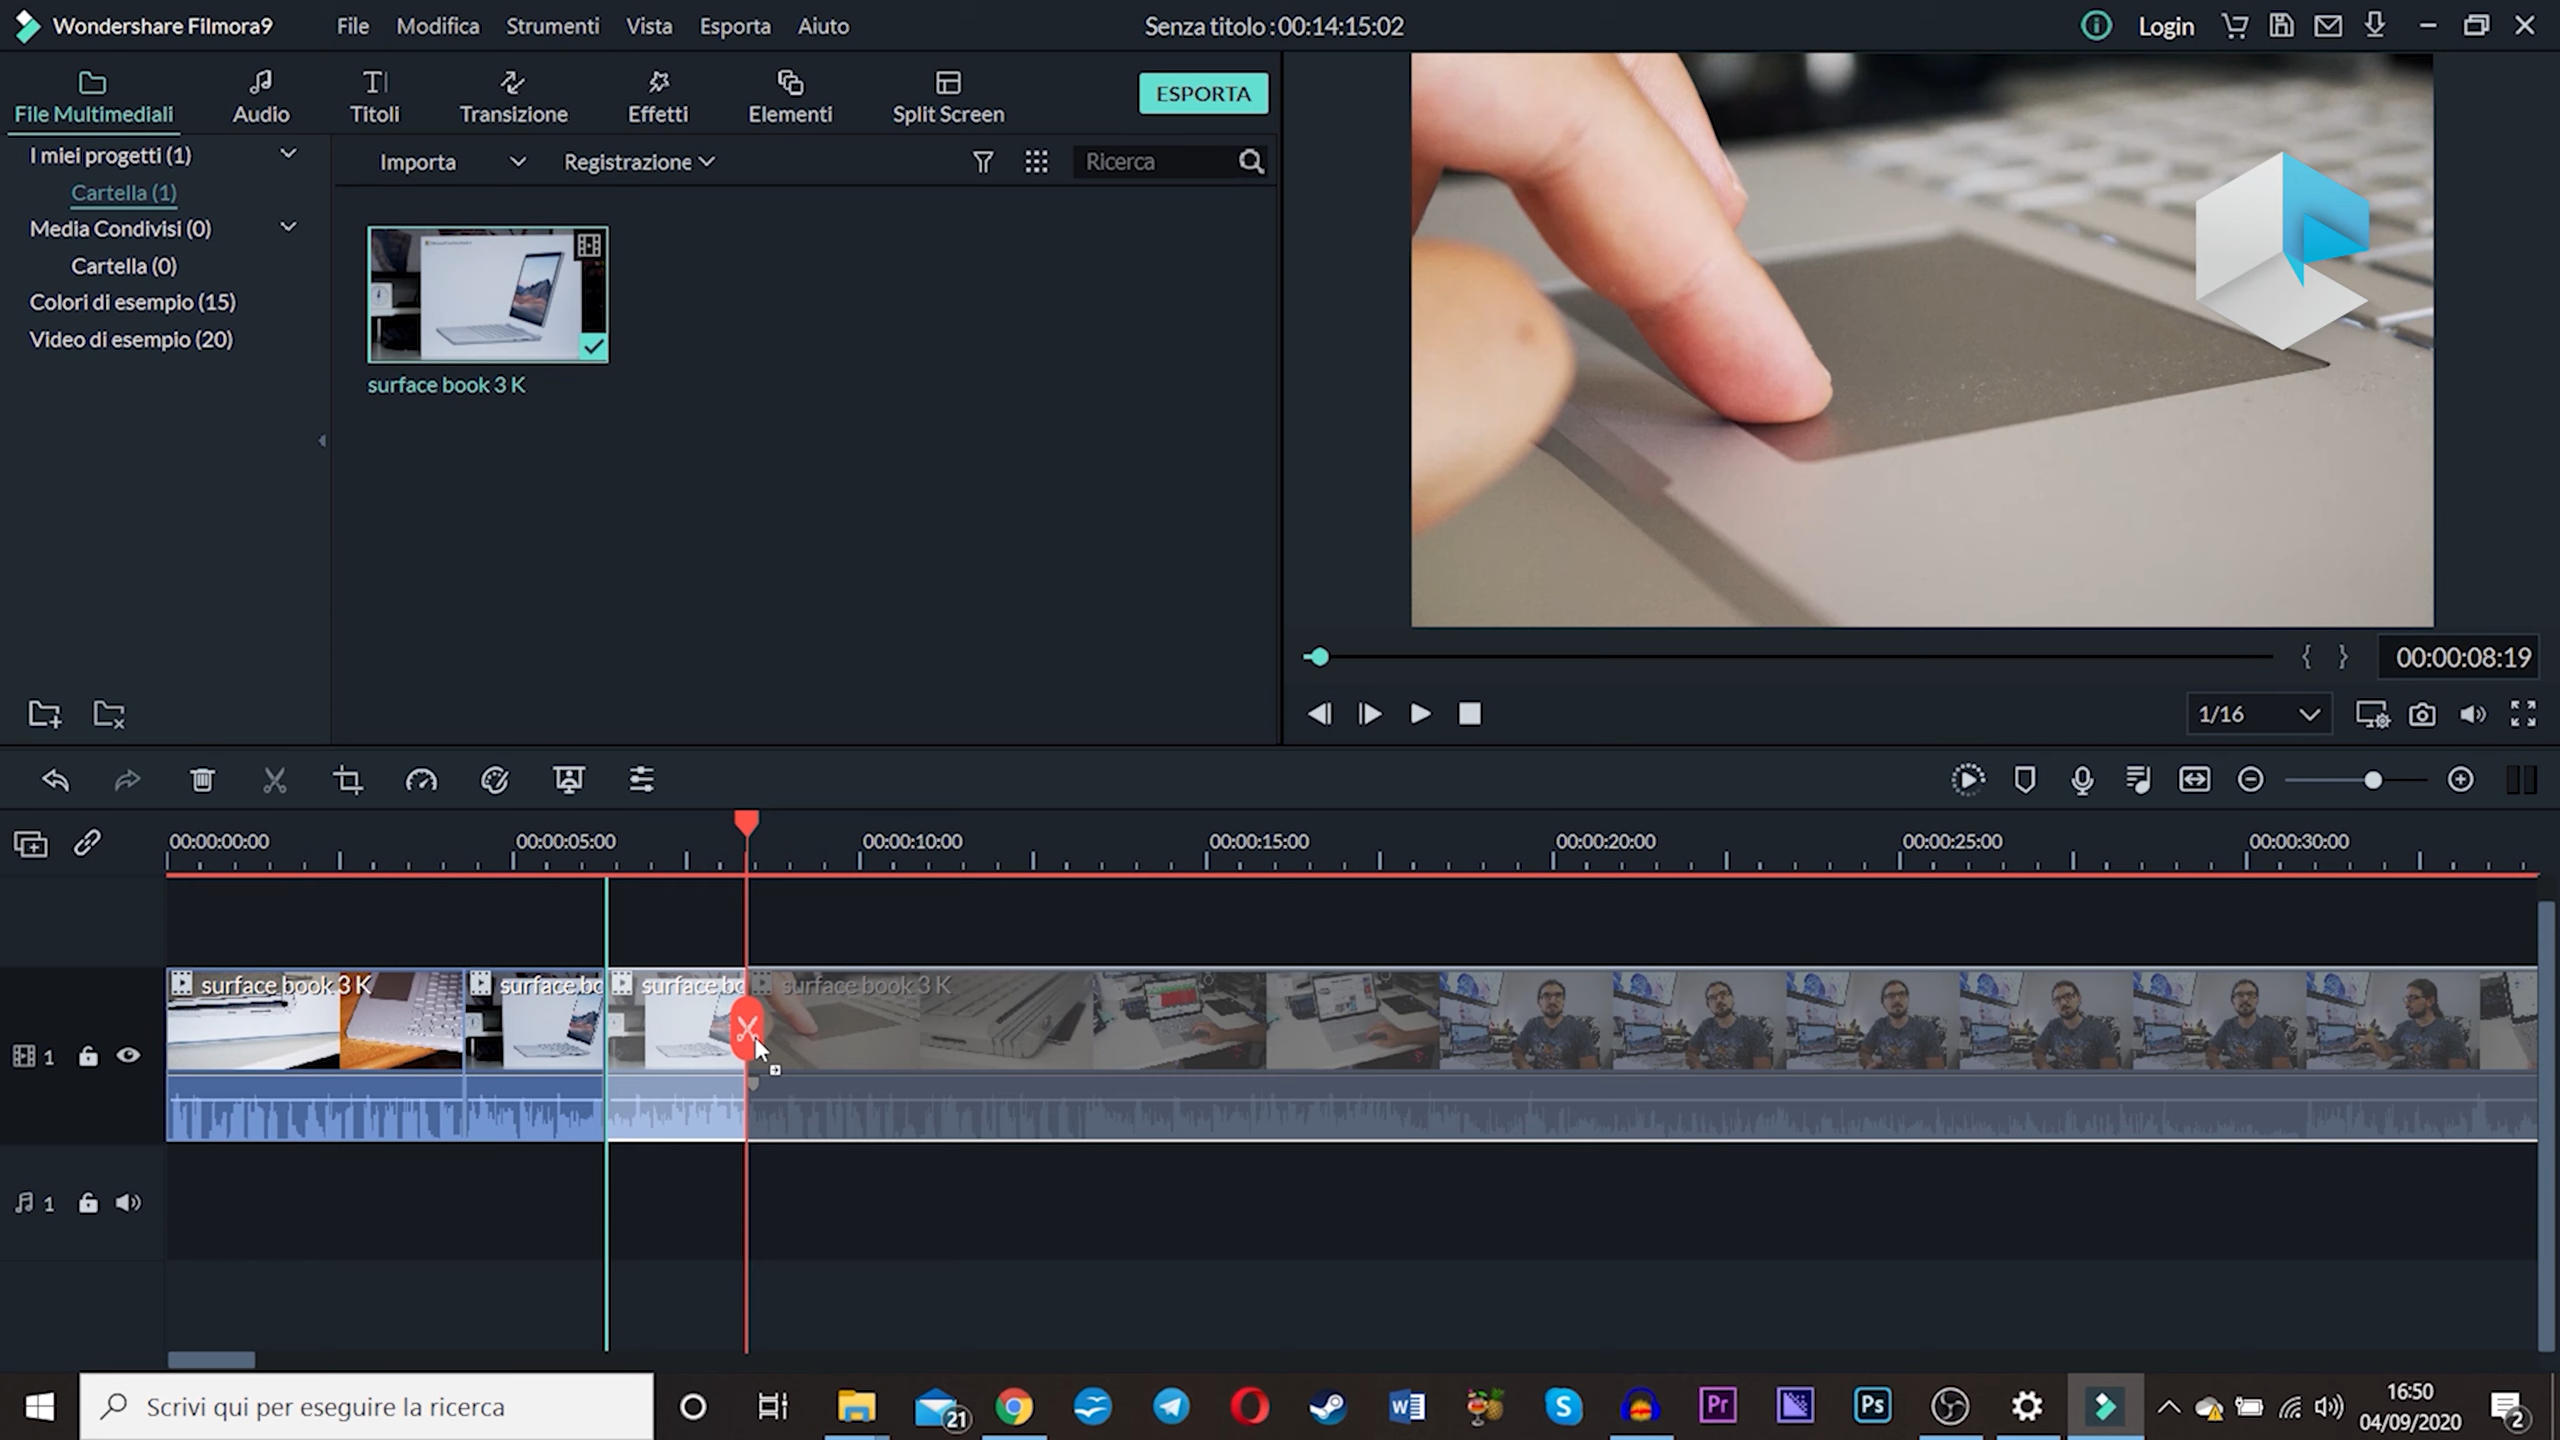 Wondershare Filmora9
File Modifica Strumenti Vista Esporta Aiuto
Senza titolo : 00:14:15:02
Login
File Multimediali
Audio
Titoli
Transizione
Effetti
Elementi
Split Screen
ESPORTA
I miei progetti (1)
Cartella (1)
Media Condivisi (0)
Cartella (0)
Colori di esempio (15)
Video di esempio (20)
Importa
Registrazione
Ricerca
surface book 3 K
00:00:08:19
1/16
00:00:00:00
00:00:05:00
00:00:10:00
00:00:15:00
00:00:20:00
00:00:25:00
00:00:30:00
surface book 3 K
surface bo
surface bo
surface book 3 K
1
1
Scrivi qui per eseguire la ricerca
21
Pr
Ps
16:50
04/09/2020
2